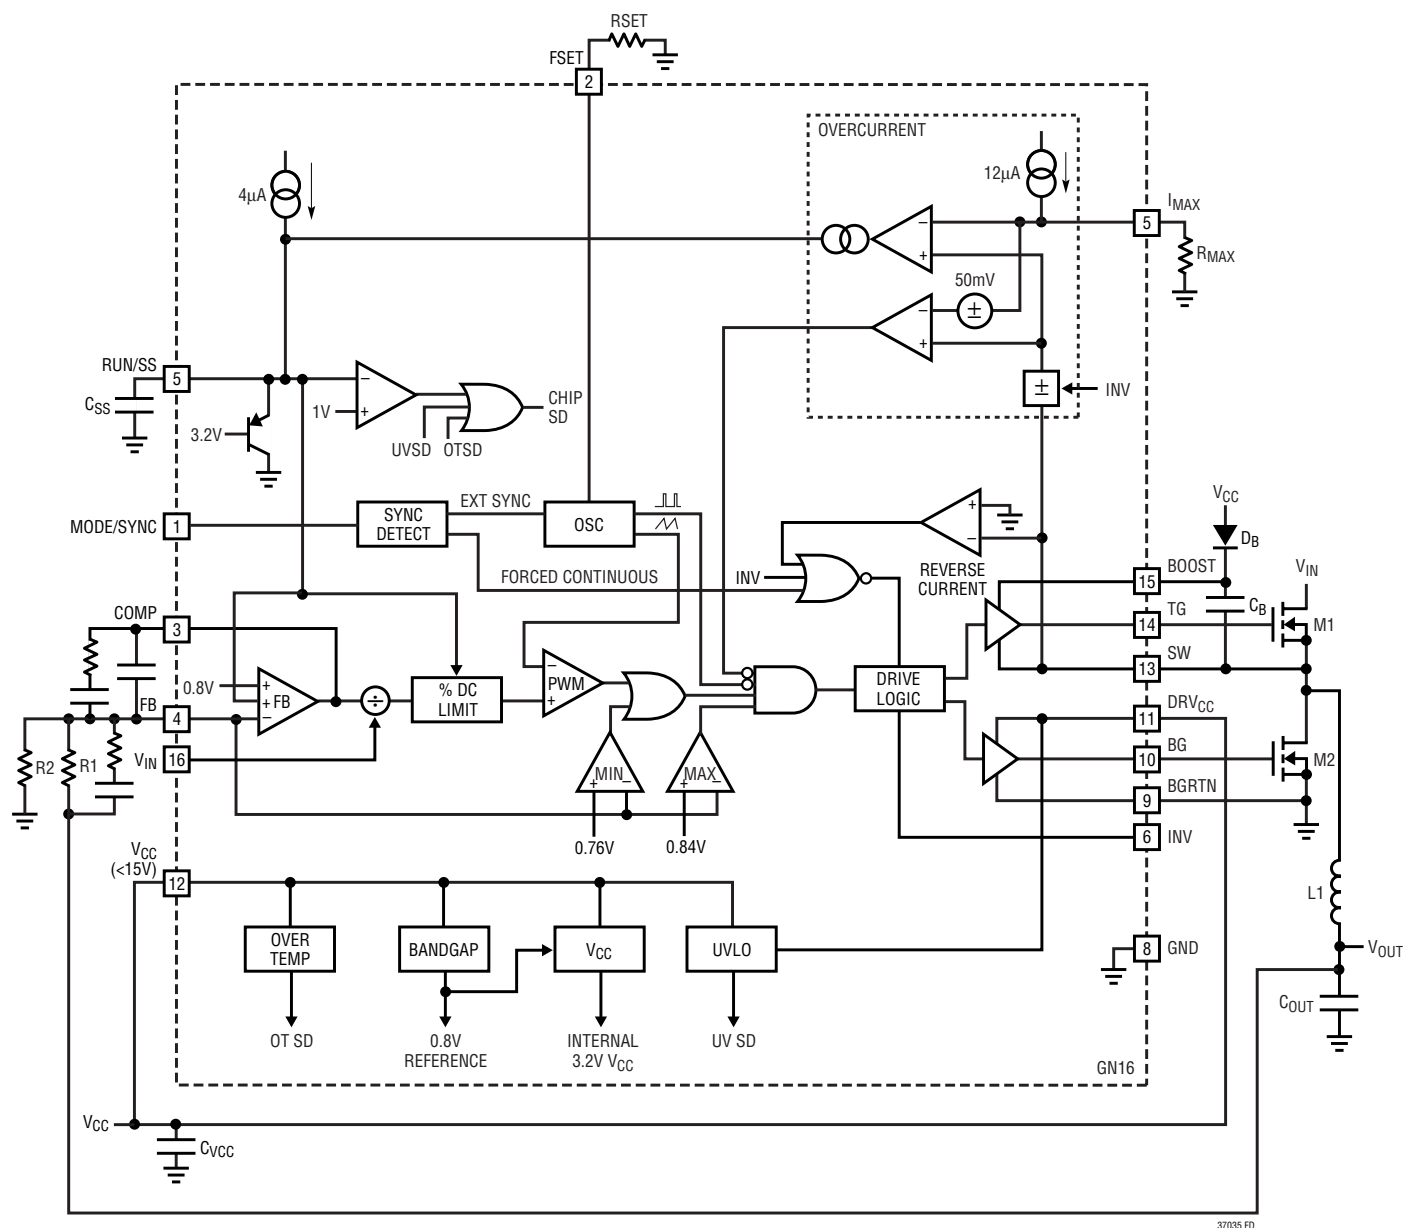 RSET
FSET
2
OVERCURRENT
4µA
12µA
IMAX
5
RMAX
–
+
50mV
±
–
+
RUN/SS
5
CSS
3.2V
1V
–
+
UVSD
OTSD
CHIP
SD
±
INV
MODE/SYNC
1
SYNC
DETECT
EXT SYNC
OSC
FORCED CONTINUOUS
INV
+
–
REVERSE
CURRENT
VCC
DB
BOOST
15
VIN
CB
TG
14
M1
SW
13
COMP
3
0.8V
+
+
–
FB
÷
% DC
LIMIT
–
PWM
+
DRIVE
LOGIC
FB
4
DRVCC
11
BG
10
M2
BGRTN
9
INV
6
R2
R1
VIN
16
MIN
+
–
MAX
+
–
0.76V
0.84V
VCC
(<15V)
12
L1
OVER
TEMP
BANDGAP
VCC
UVLO
8
GND
VOUT
COUT
OT SD
0.8V
REFERENCE
INTERNAL
3.2V VCC
UV SD
GN16
VCC
CVCC
37035 FD